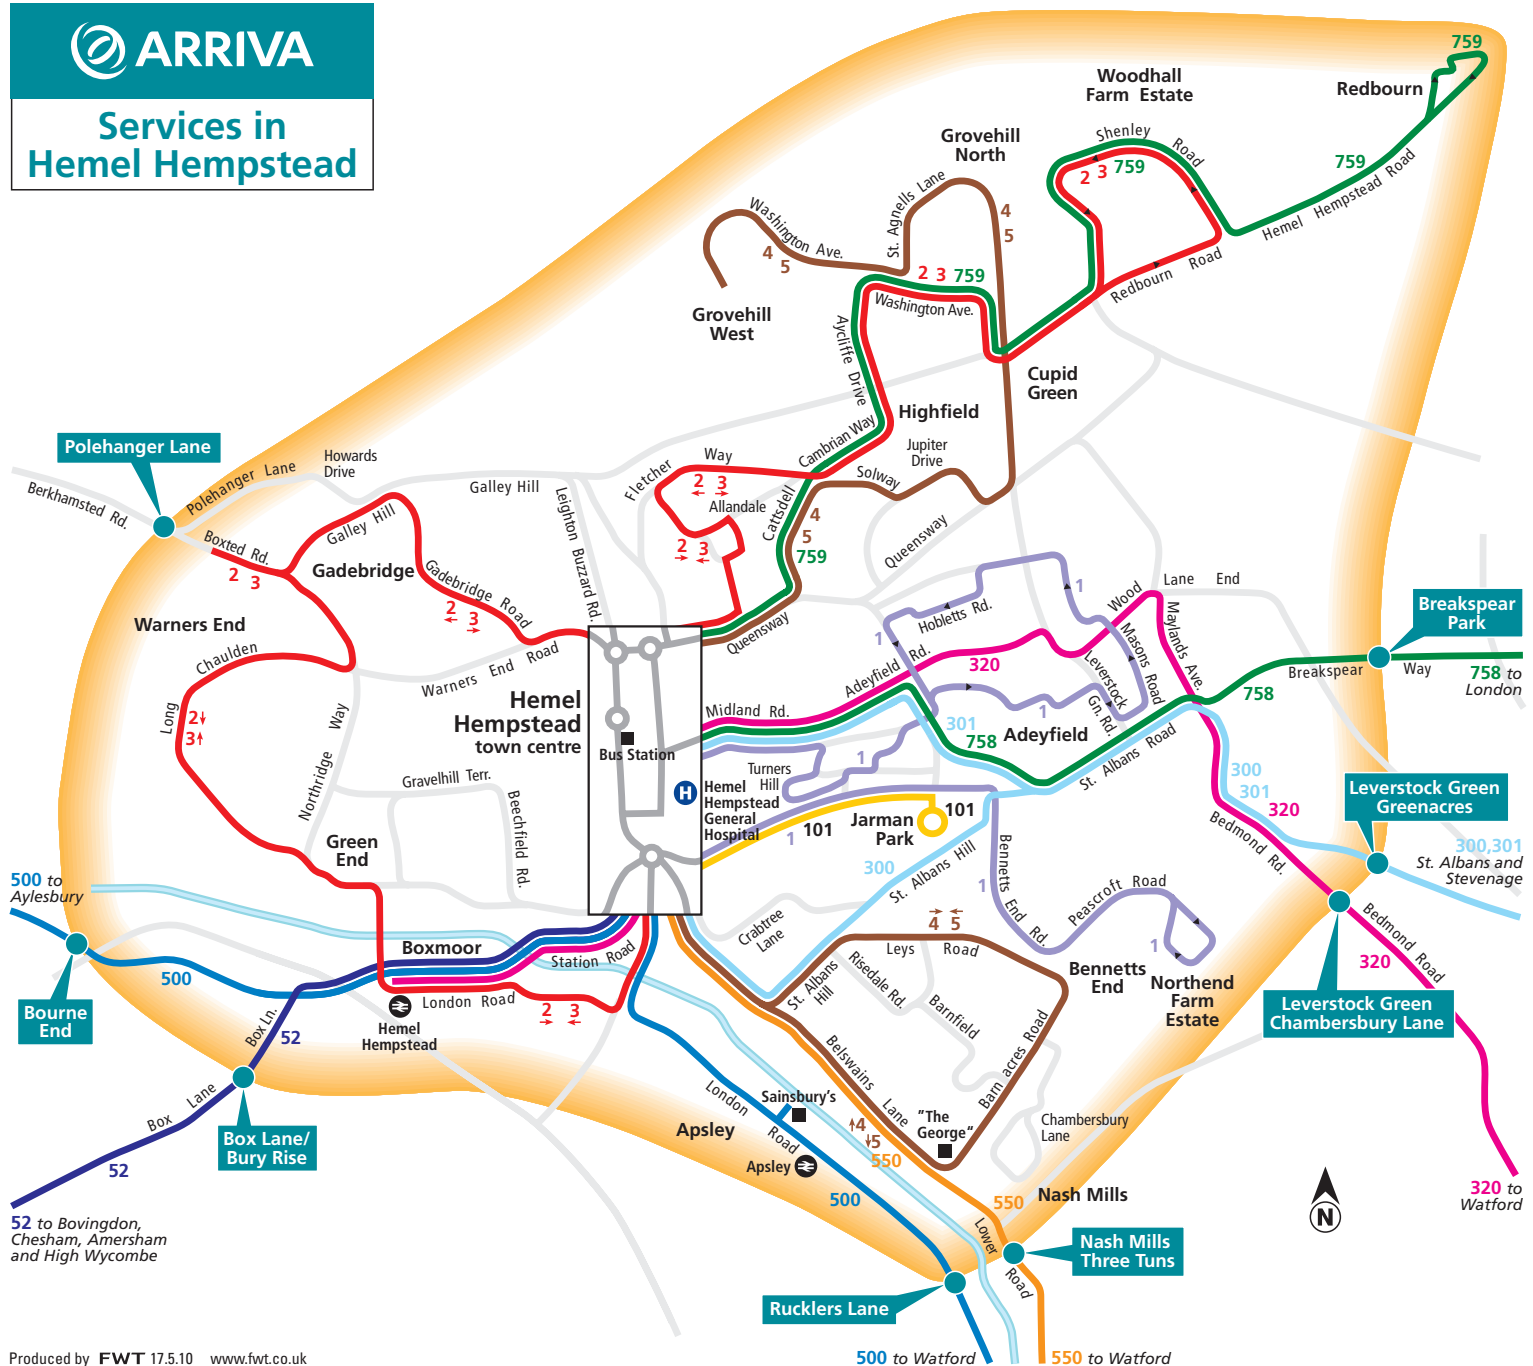 ARRIVA
Services in
Hemel Hempstead
759
Redbourn
Woodhall
Farm Estate
Shenley
Road
2 3 759
759
Hemel Hempstead Road
Redbourn Road
Grovehill
North
St. Agnells Lane
4
5
Washington Ave.
4
5
Grovehill
West
2 3 759
Washington Ave.
Aycliffe Drive
Cupid
Green
Highfield
Cambrian Way
Jupiter
Drive
Solway
Fletcher
Way
2 3
Allandale
2 3
Cattsdell
4
5
759
Queensway
Queensway
Polehanger Lane
Berkhamsted Rd.
Polehanger Lane
Howards
Drive
Galley Hill
Leighton Buzzard Rd.
Boxted Rd.
2 3
Galley Hill
Gadebridge
Gadebridge Road
2 3
Warners End
Chaulden
Long
2
3
Warners End Road
Northridge Way
Gravelhill Terr.
Beechfield Rd.
Green
End
Hemel
Hempstead
town centre
Bus Station
H
Hemel
Hempstead
General
Hospital
Midland Rd.
Adeyfield Rd.
320
1
Hobletts Rd.
1
Wood
Lane End
Maylands Ave.
Masons Road
Leverstock
Gn. Rd.
1
Adeyfield
301
758
Turners
Hill
1
1
101
Jarman
Park
101
300
St. Albans Hill
St. Albans Road
758
Breakspear
Way
Breakspear
Park
758 to
London
300
301
320
Bedmond Rd.
Leverstock Green
Greenacres
300,301
St. Albans and
Stevenage
Bedmond Road
320
Leverstock Green
Chambersbury Lane
320 to
Watford
Bennetts
End Rd.
1
Peascroft Road
1
Bennetts
End
Northend
Farm
Estate
Crabtree
Lane
4 5
Leys Road
St. Albans
Hill
Risedale Rd.
Barnfield
Barn acres Road
Chambersbury
Lane
Belswains
Lane
4
5
550
"The
George"
550
Nash Mills
Lower
Road
Nash Mills
Three Tuns
500 to
Aylesbury
500
Bourne
End
Boxmoor
Station Road
London Road
2 3
Hemel
Hempstead
Box Ln.
52
Box Lane
52
Box Lane/
Bury Rise
52 to Bovingdon,
Chesham, Amersham
and High Wycombe
London
Road
Sainsbury's
Apsley
Apsley
500
Rucklers Lane
N
Produced by FWT 17.5.10 www.fwt.co.uk
500 to Watford
550 to Watford